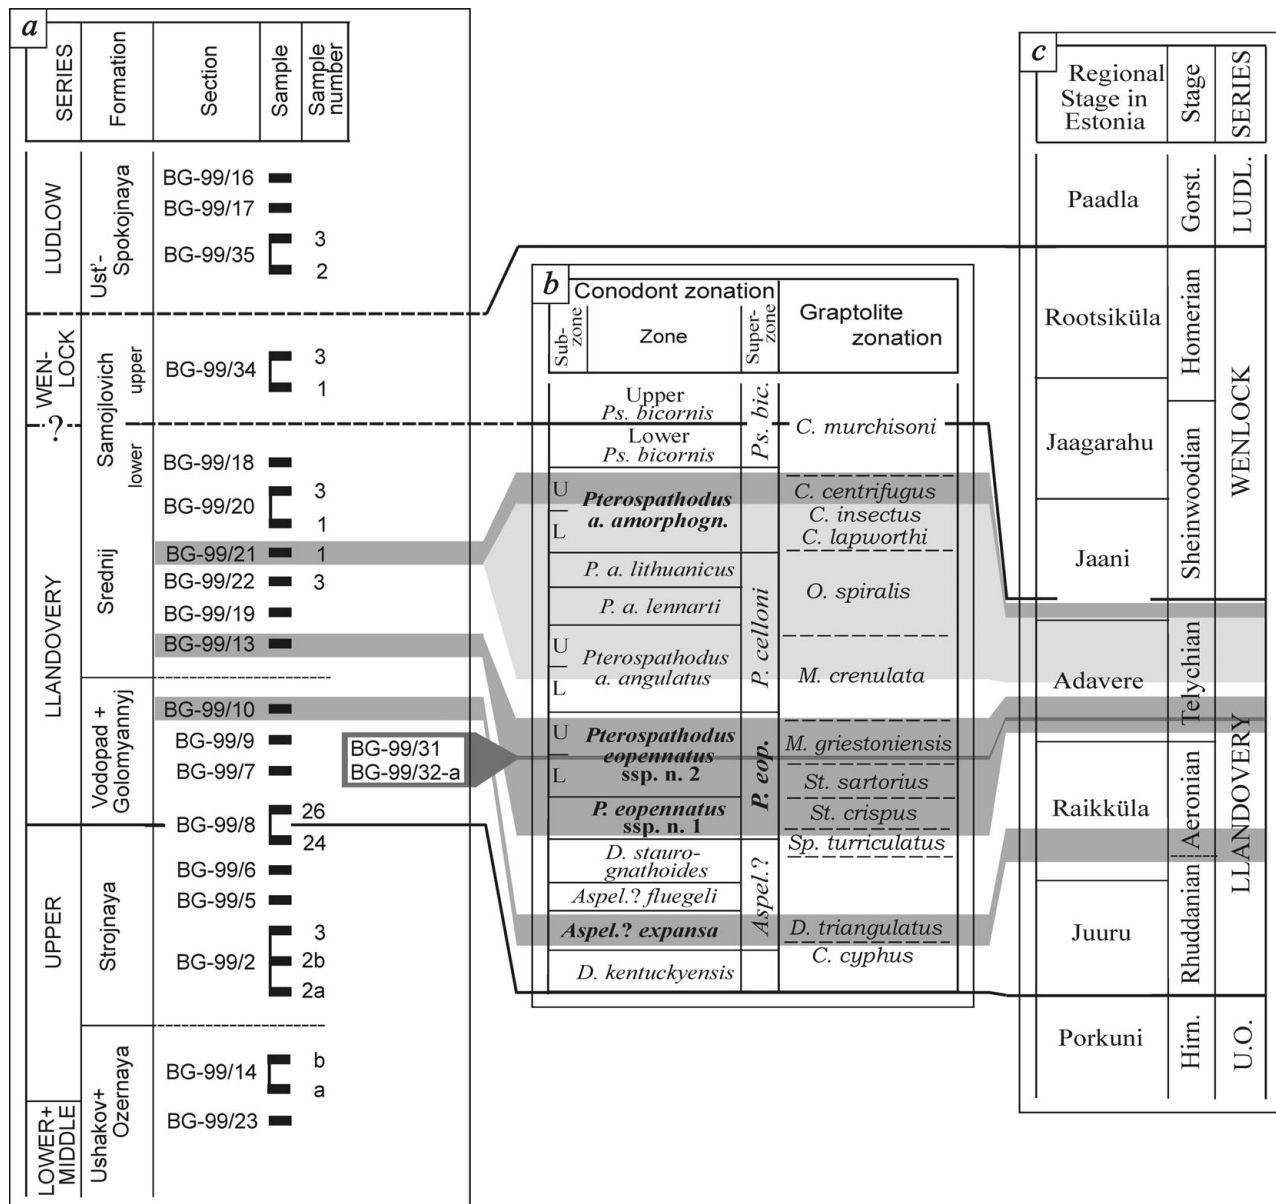 a
SERIES
Formation
Section
Sample
Sample
number
LUDLOW
WEN-
LOCK
?
LLANDOVERY
UPPER
LOWER+
MIDDLE
Ust'-
Spokojnaya
Samojlovich
upper
lower
Srednij
Vodopad +
Golomyannyj
Strojnaya
Ushakov+
Ozernaya
BG-99/16
BG-99/17
BG-99/35
3
2
BG-99/34
3
1
BG-99/18
BG-99/20
3
1
BG-99/21
1
BG-99/22
3
BG-99/19
BG-99/13
BG-99/10
BG-99/9
BG-99/7
BG-99/8
26
24
BG-99/6
BG-99/5
BG-99/2
3
2b
2a
BG-99/14
b
a
BG-99/23
BG-99/31
BG-99/32-a
b
Conodont zonation
Sub-
zone
Zone
Super-
zone
Graptolite
zonation
Upper
Ps. bicornis
Lower
Ps. bicornis
U
L
Pterospathodus
a. amorphogn.
P. a. lithuanicus
P. a. lennarti
U
L
Pterospathodus
a. angulatus
U
L
Pterospathodus
eopennatus
ssp. n. 2
P. eopennatus
ssp. n. 1
D. stauro-
gnathoides
Aspel.? fluegeli
Aspel.? expansa
D. kentuckyensis
Ps. bic.
P. celloni
P. eop.
Aspel.?
C. murchisoni
C. centrifugus
C. insectus
C. lapworthi
O. spiralis
M. crenulata
M. griestoniensis
St. sartorius
St. crispus
Sp. turriculatus
D. triangulatus
C. cyphus
c
Regional
Stage in
Estonia
Stage
SERIES
Paadla
Rootsiküla
Jaagarahu
Jaani
Adavere
Raikküla
Juuru
Porkuni
Gorst.
Homerian
Sheinwoodian
Telychian
Aeronian
Rhuddanian
Hirn.
LUDL.
WENLOCK
LLANDOVERY
U.O.